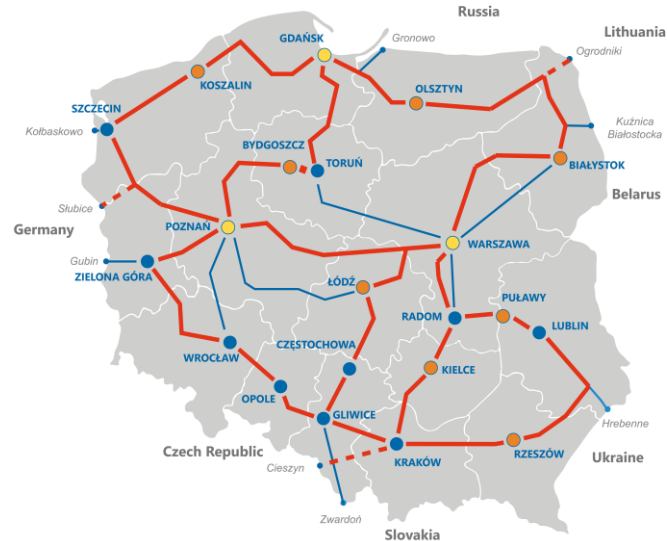 Russia
Lithuania
GDAŃSK
Gronowo
Ogrodniki
KOSZALIN
OLSZTYN
SZCZECIN
Kołbaskowo
Kuźnica
Białostocka
BYDGOSZCZ
TORUŃ
BIAŁYSTOK
Belarus
Słubice
Germany
POZNAŃ
WARSZAWA
Gubin
ZIELONA GÓRA
ŁÓDŹ
PUŁAWY
RADOM
LUBLIN
WROCŁAW
CZĘSTOCHOWA
KIELCE
OPOLE
GLIWICE
Hrebenne
Czech Republic
Cieszyn
KRAKÓW
RZESZÓW
Ukraine
Zwardoń
Slovakia